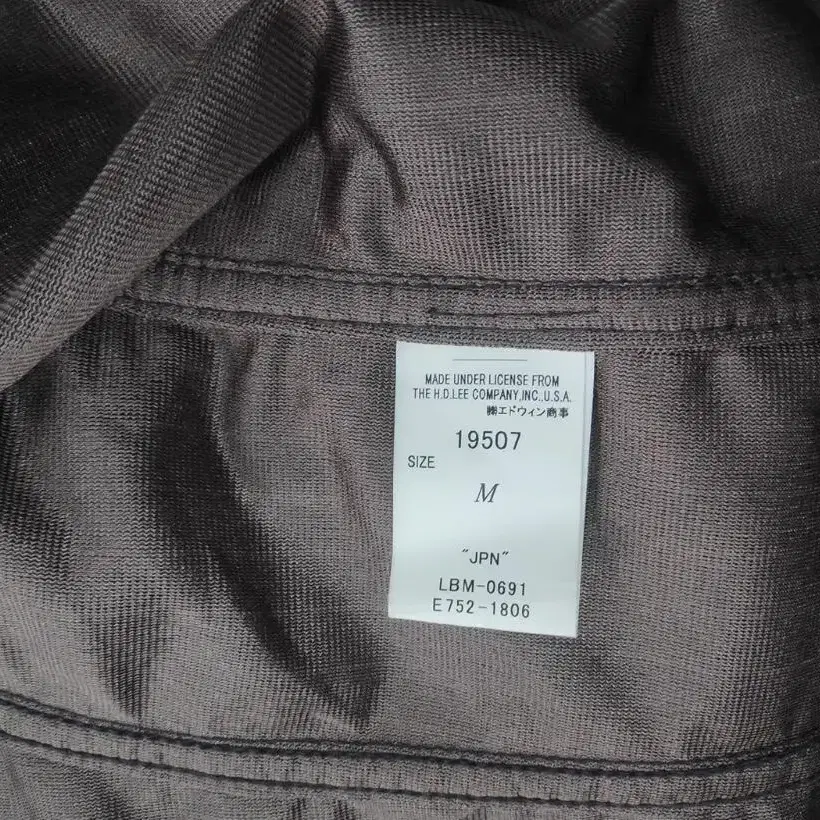 MADE UNDER LICENSE FROM
THE H.D.LEE COMPANY,INC.,U.S.A.
㈱エドウィン商事
19507
SIZE
M
"JPN"
LBM-0691
E752-1806